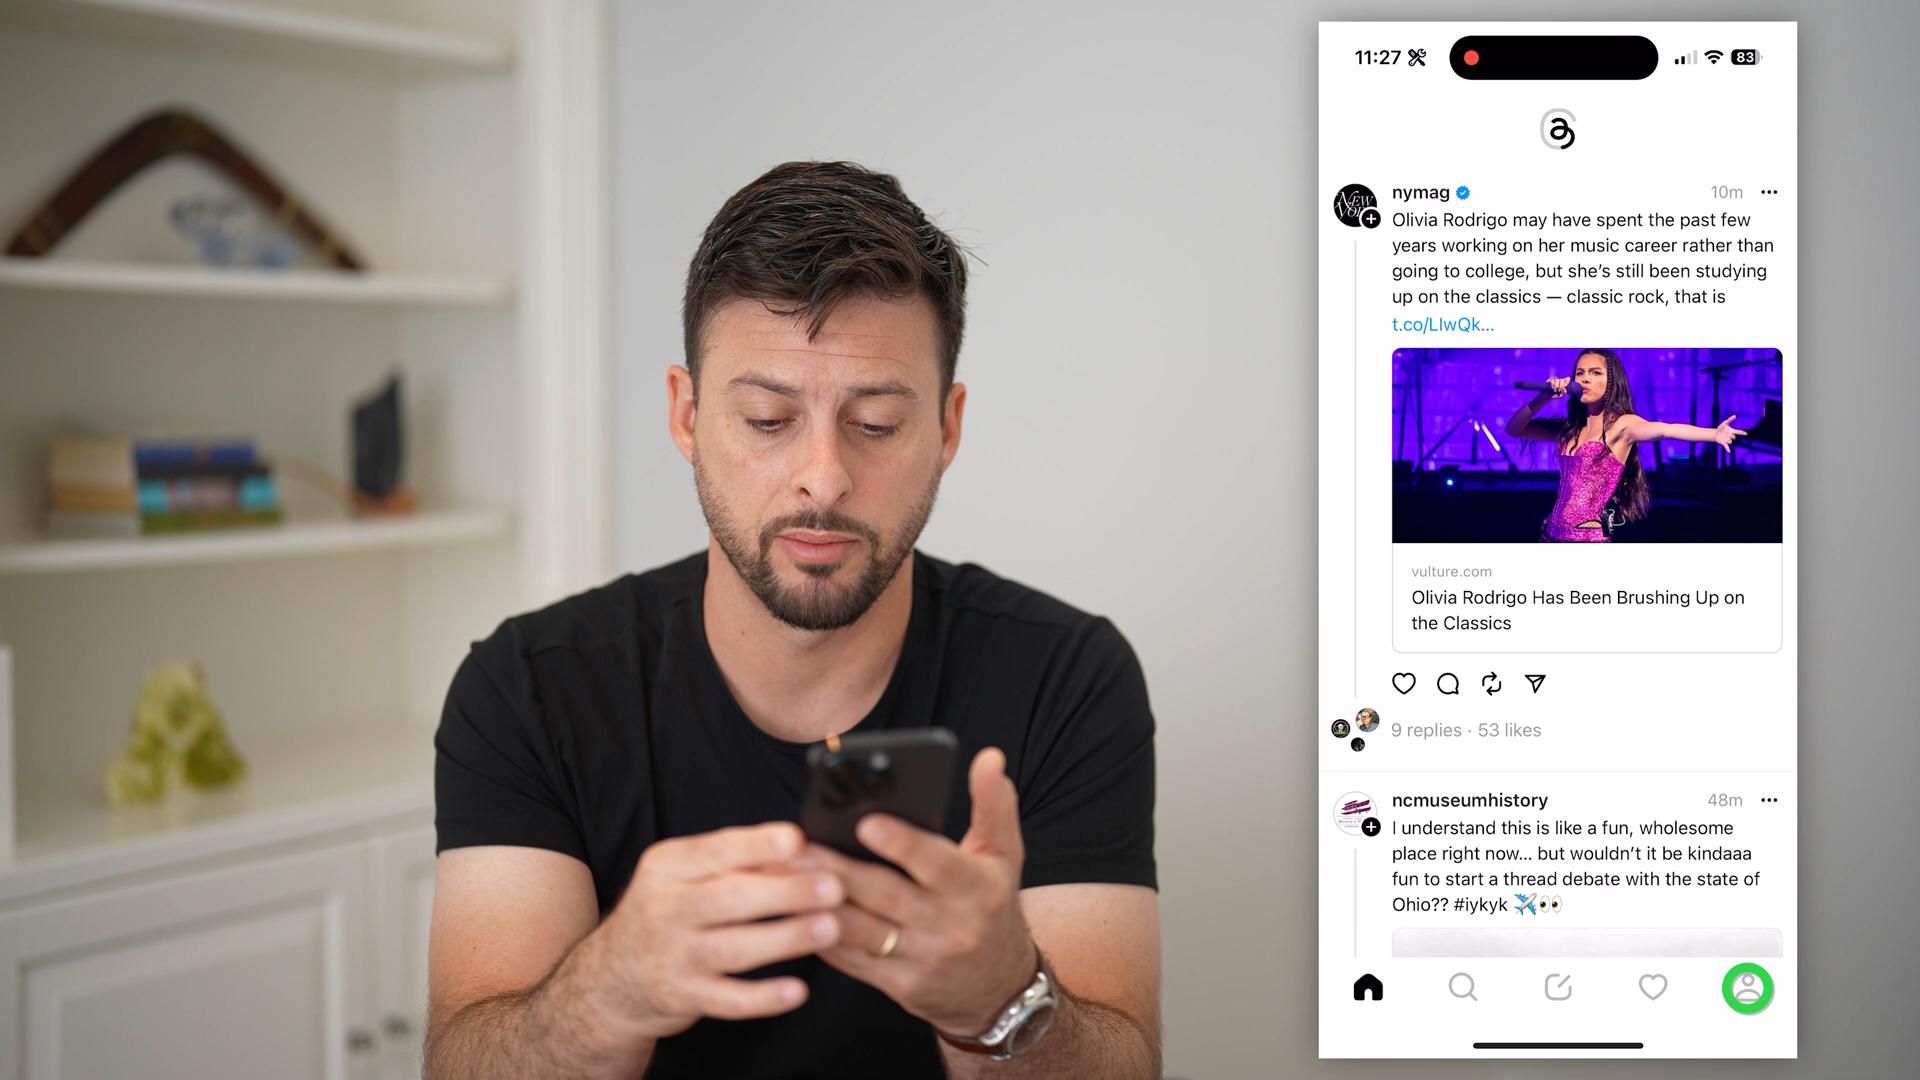 11:27
83
nymag
10m
Olivia Rodrigo may have spent the past few
years working on her music career rather than
going to college, but she's still been studying
up on the classics — classic rock, that is
t.co/LIwQk...
vulture.com
Olivia Rodrigo Has Been Brushing Up on
the Classics
9 replies · 53 likes
ncmuseumhistory
48m
I understand this is like a fun, wholesome
place right now... but wouldn't it be kindaaa
fun to start a thread debate with the state of
Ohio?? #iykyk ✈️👀